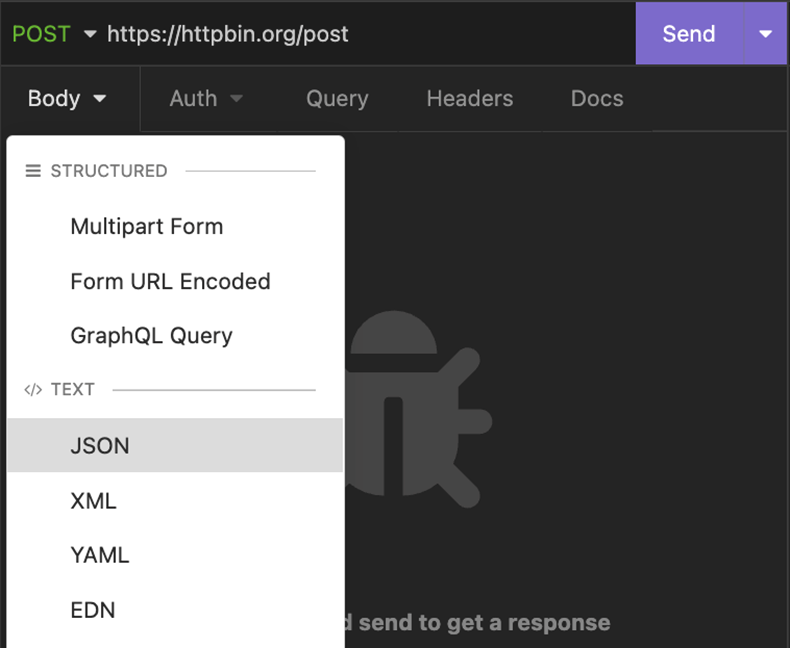 POST https://httpbin.org/post Send
Body Auth Query Headers Docs
STRUCTURED
Multipart Form
Form URL Encoded
GraphQL Query
TEXT
JSON
XML
YAML
EDN
send to get a response